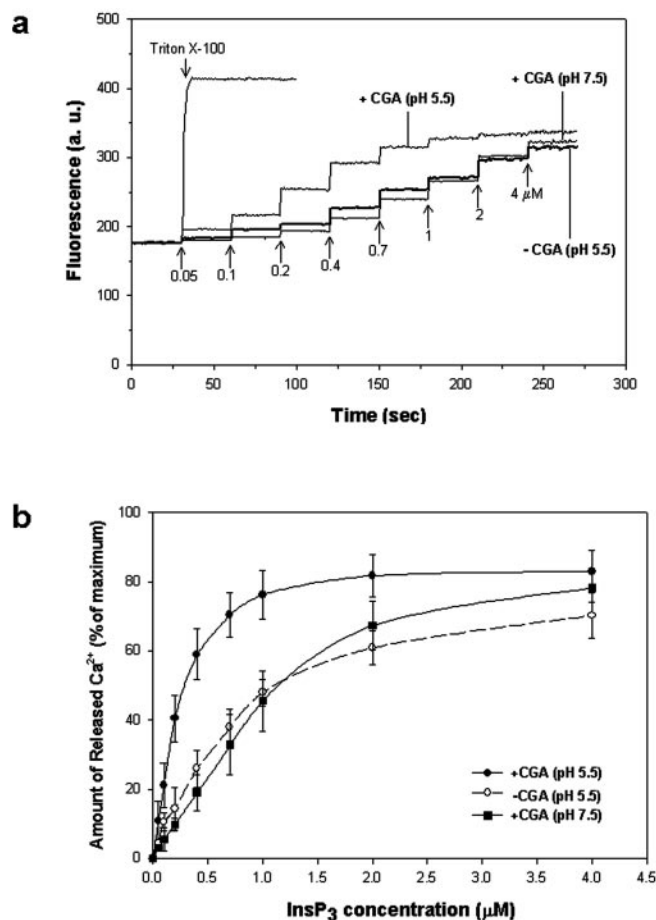 a
500
400
300
200
100
0
Fluorescence (a. u.)
Triton X-100
+ CGA (pH 5.5)
+ CGA (pH 7.5)
- CGA (pH 5.5)
0.05
0.1
0.2
0.4
0.7
1
2
4 μM
0 50 100 150 200 250 300
Time (sec)
b
100
80
60
40
20
0
Amount of Released Ca²⁺ (% of maximum)
+CGA (pH 5.5)
-CGA (pH 5.5)
+CGA (pH 7.5)
0.0 0.5 1.0 1.5 2.0 2.5 3.0 3.5 4.0 4.5
InsP₃ concentration (μM)